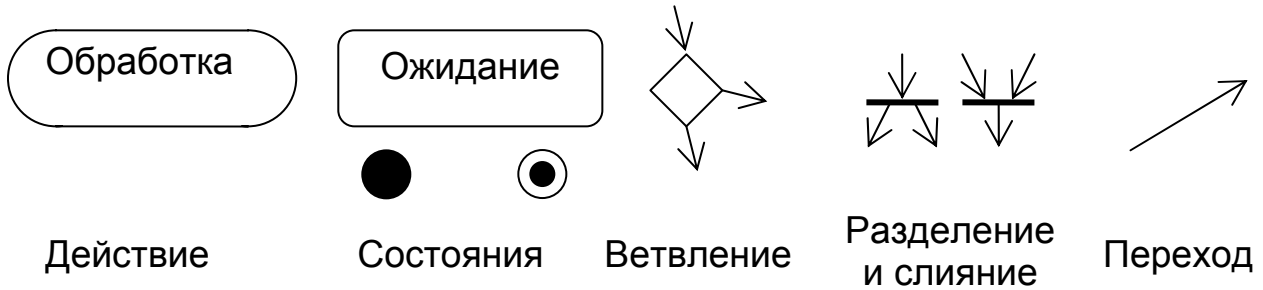 Обработка
Ожидание
Действие
Состояния
Ветвление
Разделение
и слияние
Переход